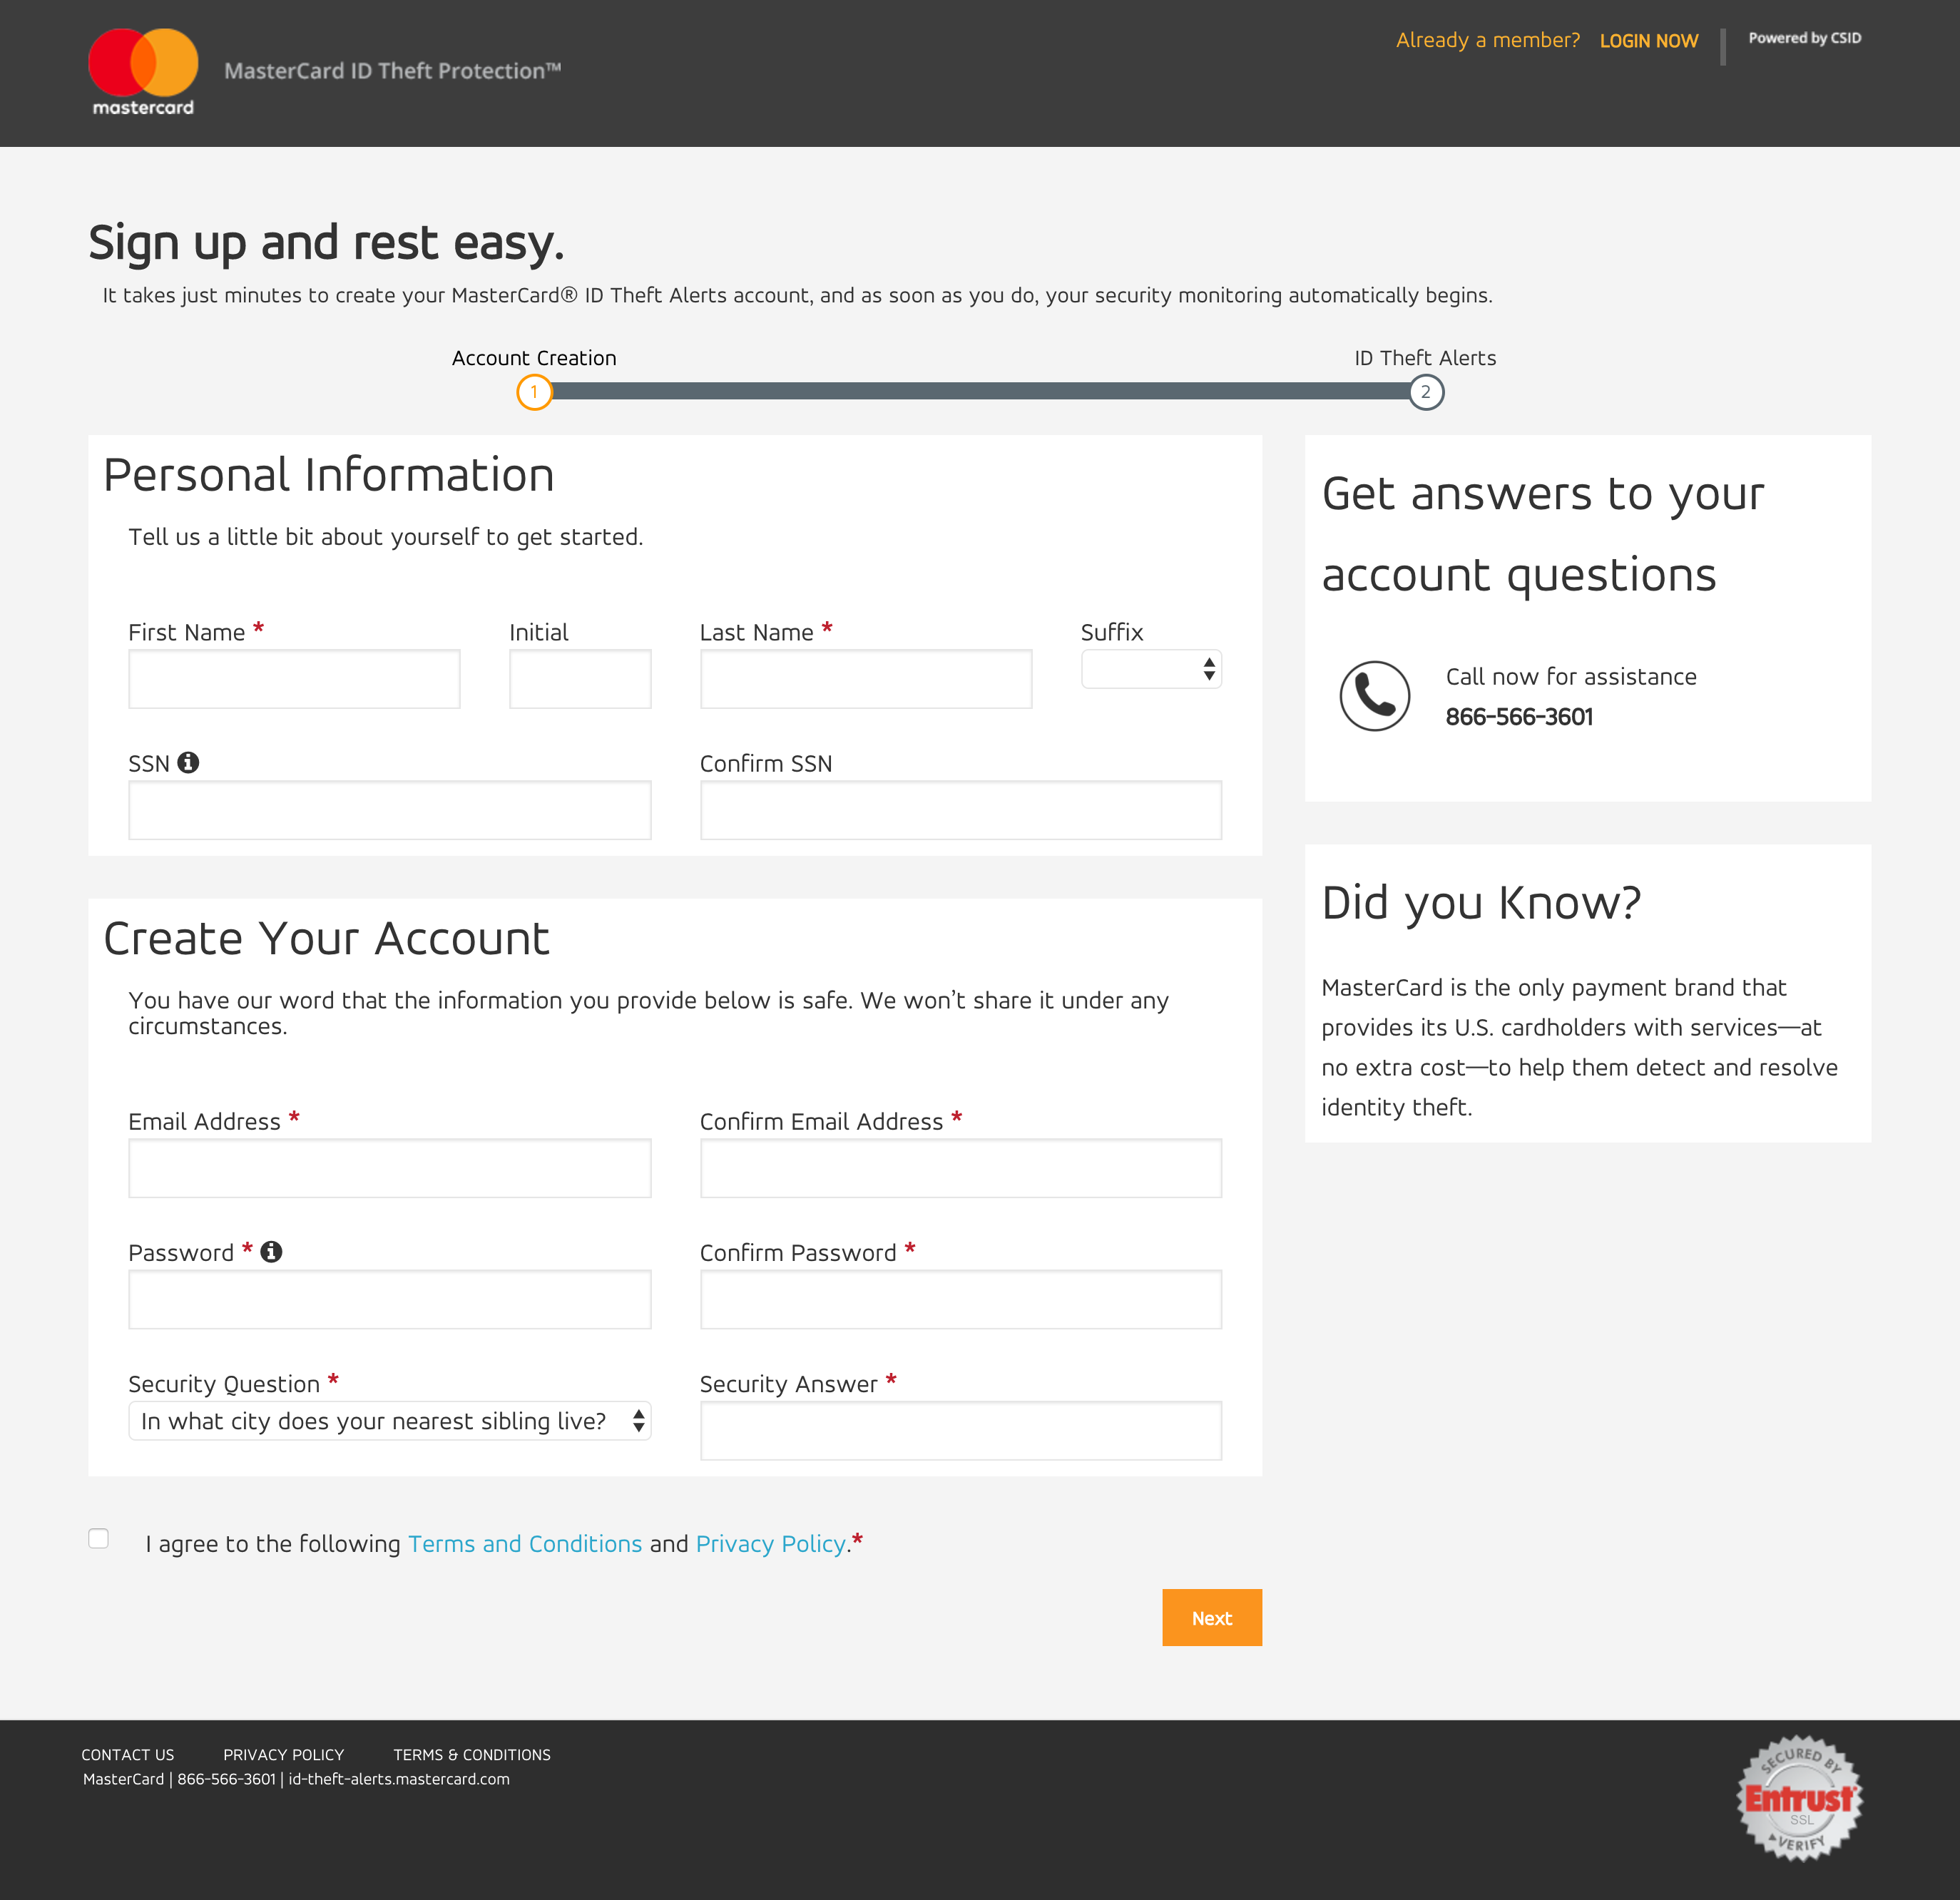 mastercard
MasterCard ID Theft Protection™
Already a member? LOGIN NOW
Powered by CSID
Sign up and rest easy.
It takes just minutes to create your MasterCard® ID Theft Alerts account, and as soon as you do, your security monitoring automatically begins.
Account Creation
ID Theft Alerts
1
2
Personal Information
Tell us a little bit about yourself to get started.
First Name *
Initial
Last Name *
Suffix
SSN
Confirm SSN
Create Your Account
You have our word that the information you provide below is safe. We won't share it under any
circumstances.
Email Address *
Confirm Email Address *
Password *
Confirm Password *
Security Question *
Security Answer *
In what city does your nearest sibling live?
I agree to the following Terms and Conditions and Privacy Policy.*
Next
Get answers to your
account questions
Call now for assistance
866-566-3601
Did you Know?
MasterCard is the only payment brand that
provides its U.S. cardholders with services—at
no extra cost—to help them detect and resolve
identity theft.
CONTACT US
PRIVACY POLICY
TERMS & CONDITIONS
MasterCard | 866-566-3601 | id-theft-alerts.mastercard.com
SECURED BY
Entrust®
SSL
VERIFY